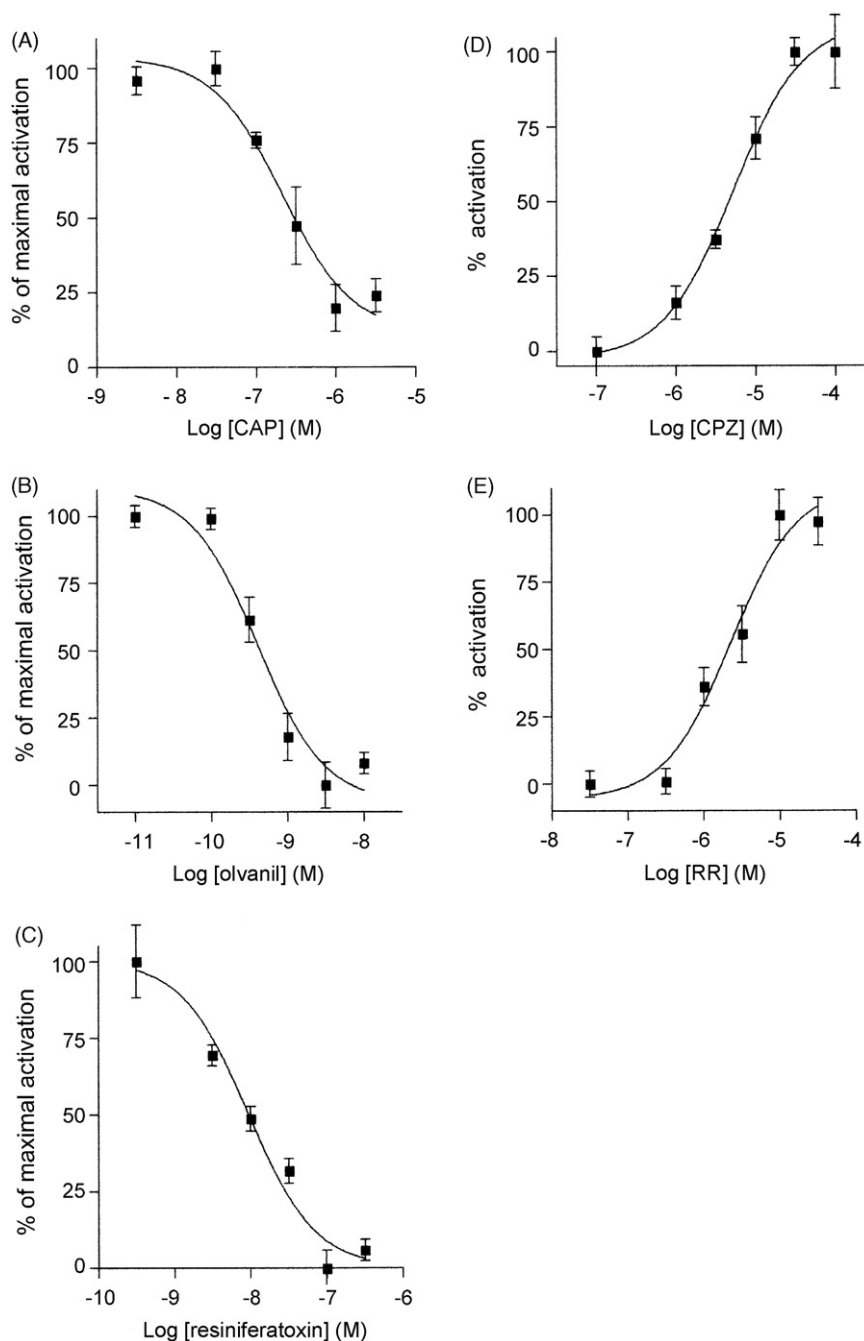 (A)
100
75
50
25
0
% of maximal activation
-9 -8 -7 -6 -5
Log [CAP] (M)
(B)
100
75
50
25
0
% of maximal activation
-11 -10 -9 -8
Log [olvanil] (M)
(C)
100
75
50
25
0
% of maximal activation
-10 -9 -8 -7 -6
Log [resiniferatoxin] (M)
(D)
100
75
50
25
0
% activation
-7 -6 -5 -4
Log [CPZ] (M)
(E)
100
75
50
25
0
% activation
-8 -7 -6 -5 -4
Log [RR] (M)